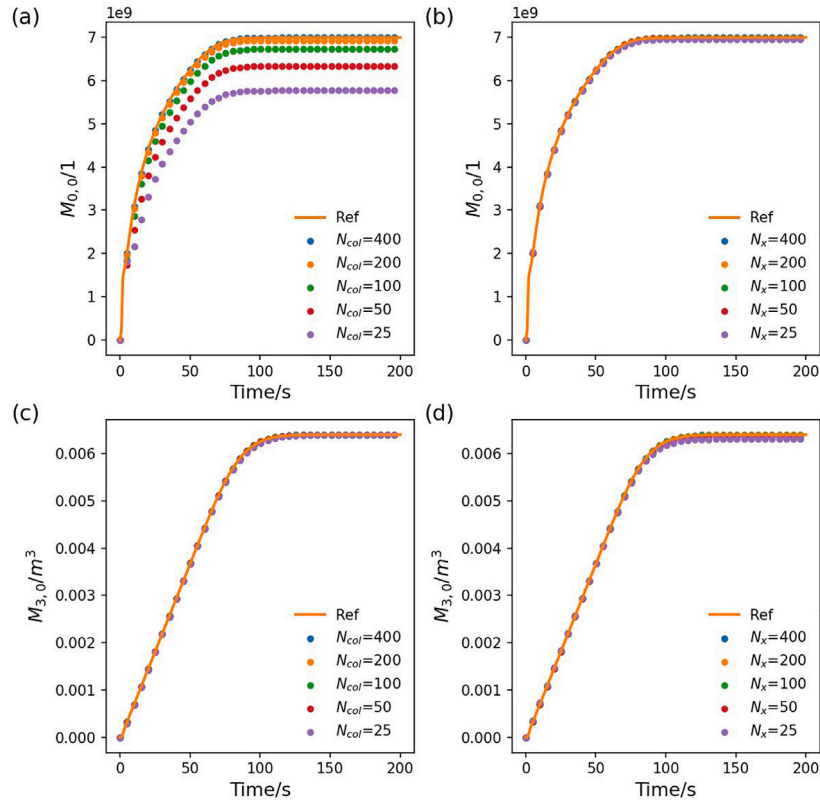 (a)
1e9
7
6
5
4
3
2
1
0
M0,0/1
Ref
Ncol=400
Ncol=200
Ncol=100
Ncol=50
Ncol=25
0 50 100 150 200
Time/s
(b)
1e9
7
6
5
4
3
2
1
0
M0,0/1
Ref
Nx=400
Nx=200
Nx=100
Nx=50
Nx=25
0 50 100 150 200
Time/s
(c)
0.006
0.005
0.004
0.003
0.002
0.001
0.000
M3,0/m³
Ref
Ncol=400
Ncol=200
Ncol=100
Ncol=50
Ncol=25
0 50 100 150 200
Time/s
(d)
0.006
0.005
0.004
0.003
0.002
0.001
0.000
M3,0/m³
Ref
Nx=400
Nx=200
Nx=100
Nx=50
Nx=25
0 50 100 150 200
Time/s